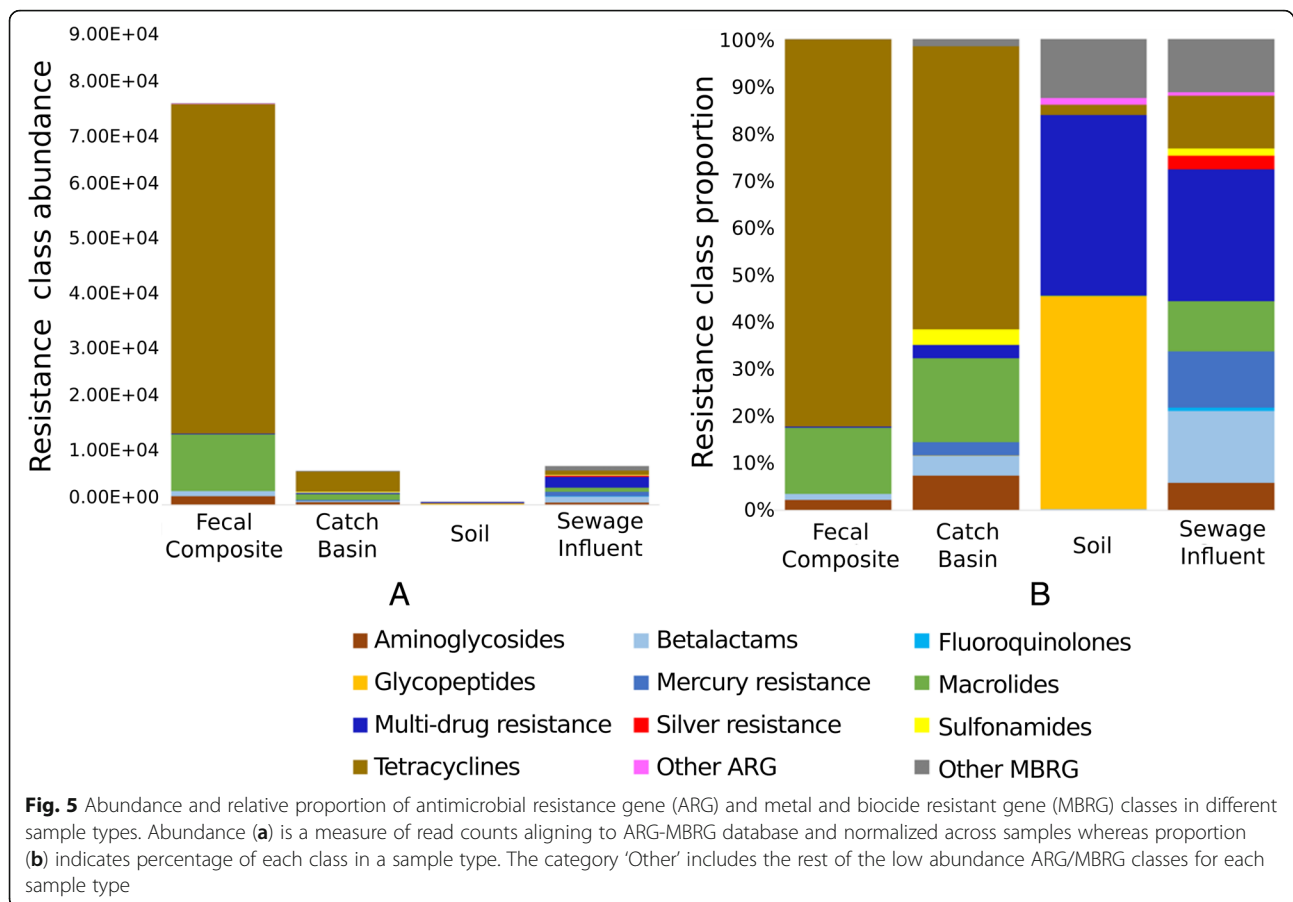 Resistance class abundance
9.00E+04
8.00E+04
7.00E+04
6.00E+04
5.00E+04
4.00E+04
3.00E+04
2.00E+04
1.00E+04
0.00E+00
Fecal
Composite
Catch
Basin
Soil
Sewage
Influent
A
Resistance class proportion
100%
90%
80%
70%
60%
50%
40%
30%
20%
10%
0%
Fecal
Composite
Catch
Basin
Soil
Sewage
Influent
B
Aminoglycosides
Betalactams
Fluoroquinolones
Glycopeptides
Mercury resistance
Macrolides
Multi-drug resistance
Silver resistance
Sulfonamides
Tetracyclines
Other ARG
Other MBRG
Fig. 5 Abundance and relative proportion of antimicrobial resistance gene (ARG) and metal and biocide resistant gene (MBRG) classes in different
sample types. Abundance (a) is a measure of read counts aligning to ARG-MBRG database and normalized across samples whereas proportion
(b) indicates percentage of each class in a sample type. The category ‘Other’ includes the rest of the low abundance ARG/MBRG classes for each
sample type